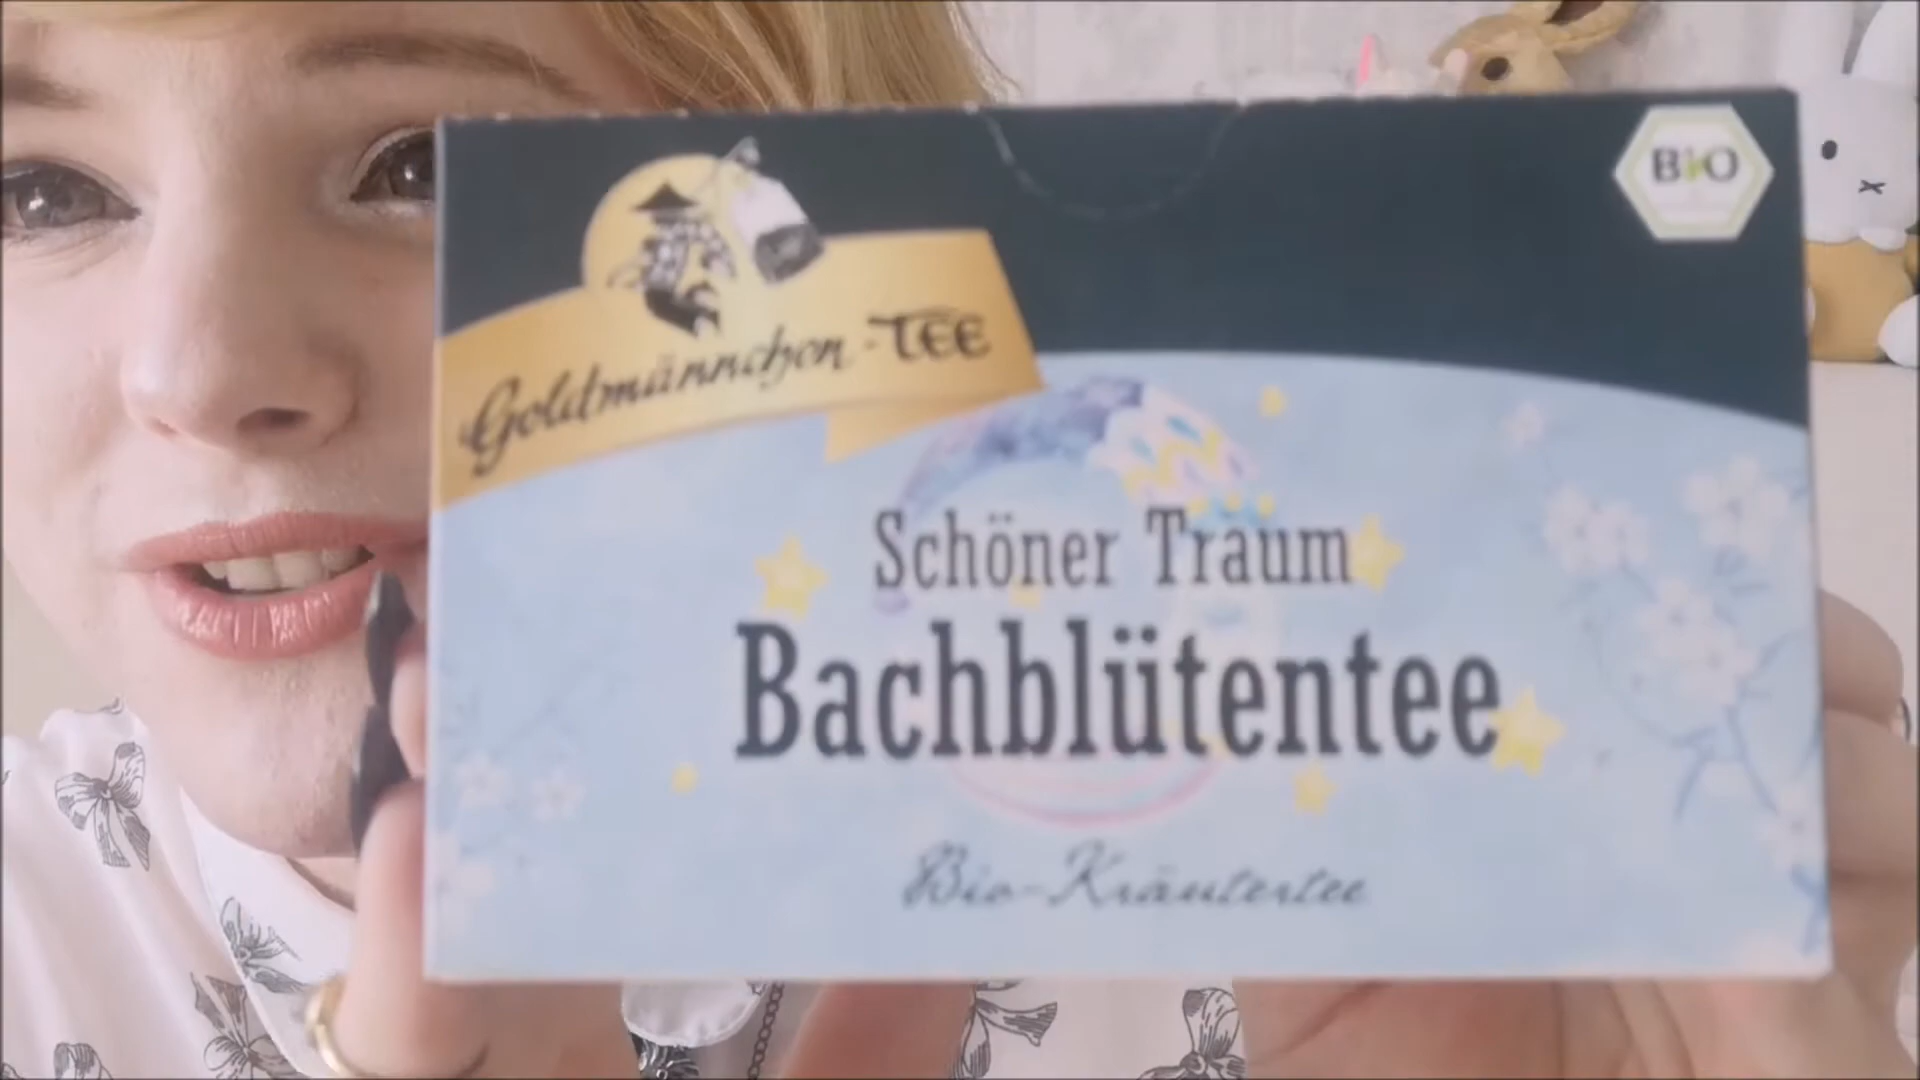 BiO
Goldmännchen-TEE
Schöner Traum
Bachblütentee
Bio-Kräutertee